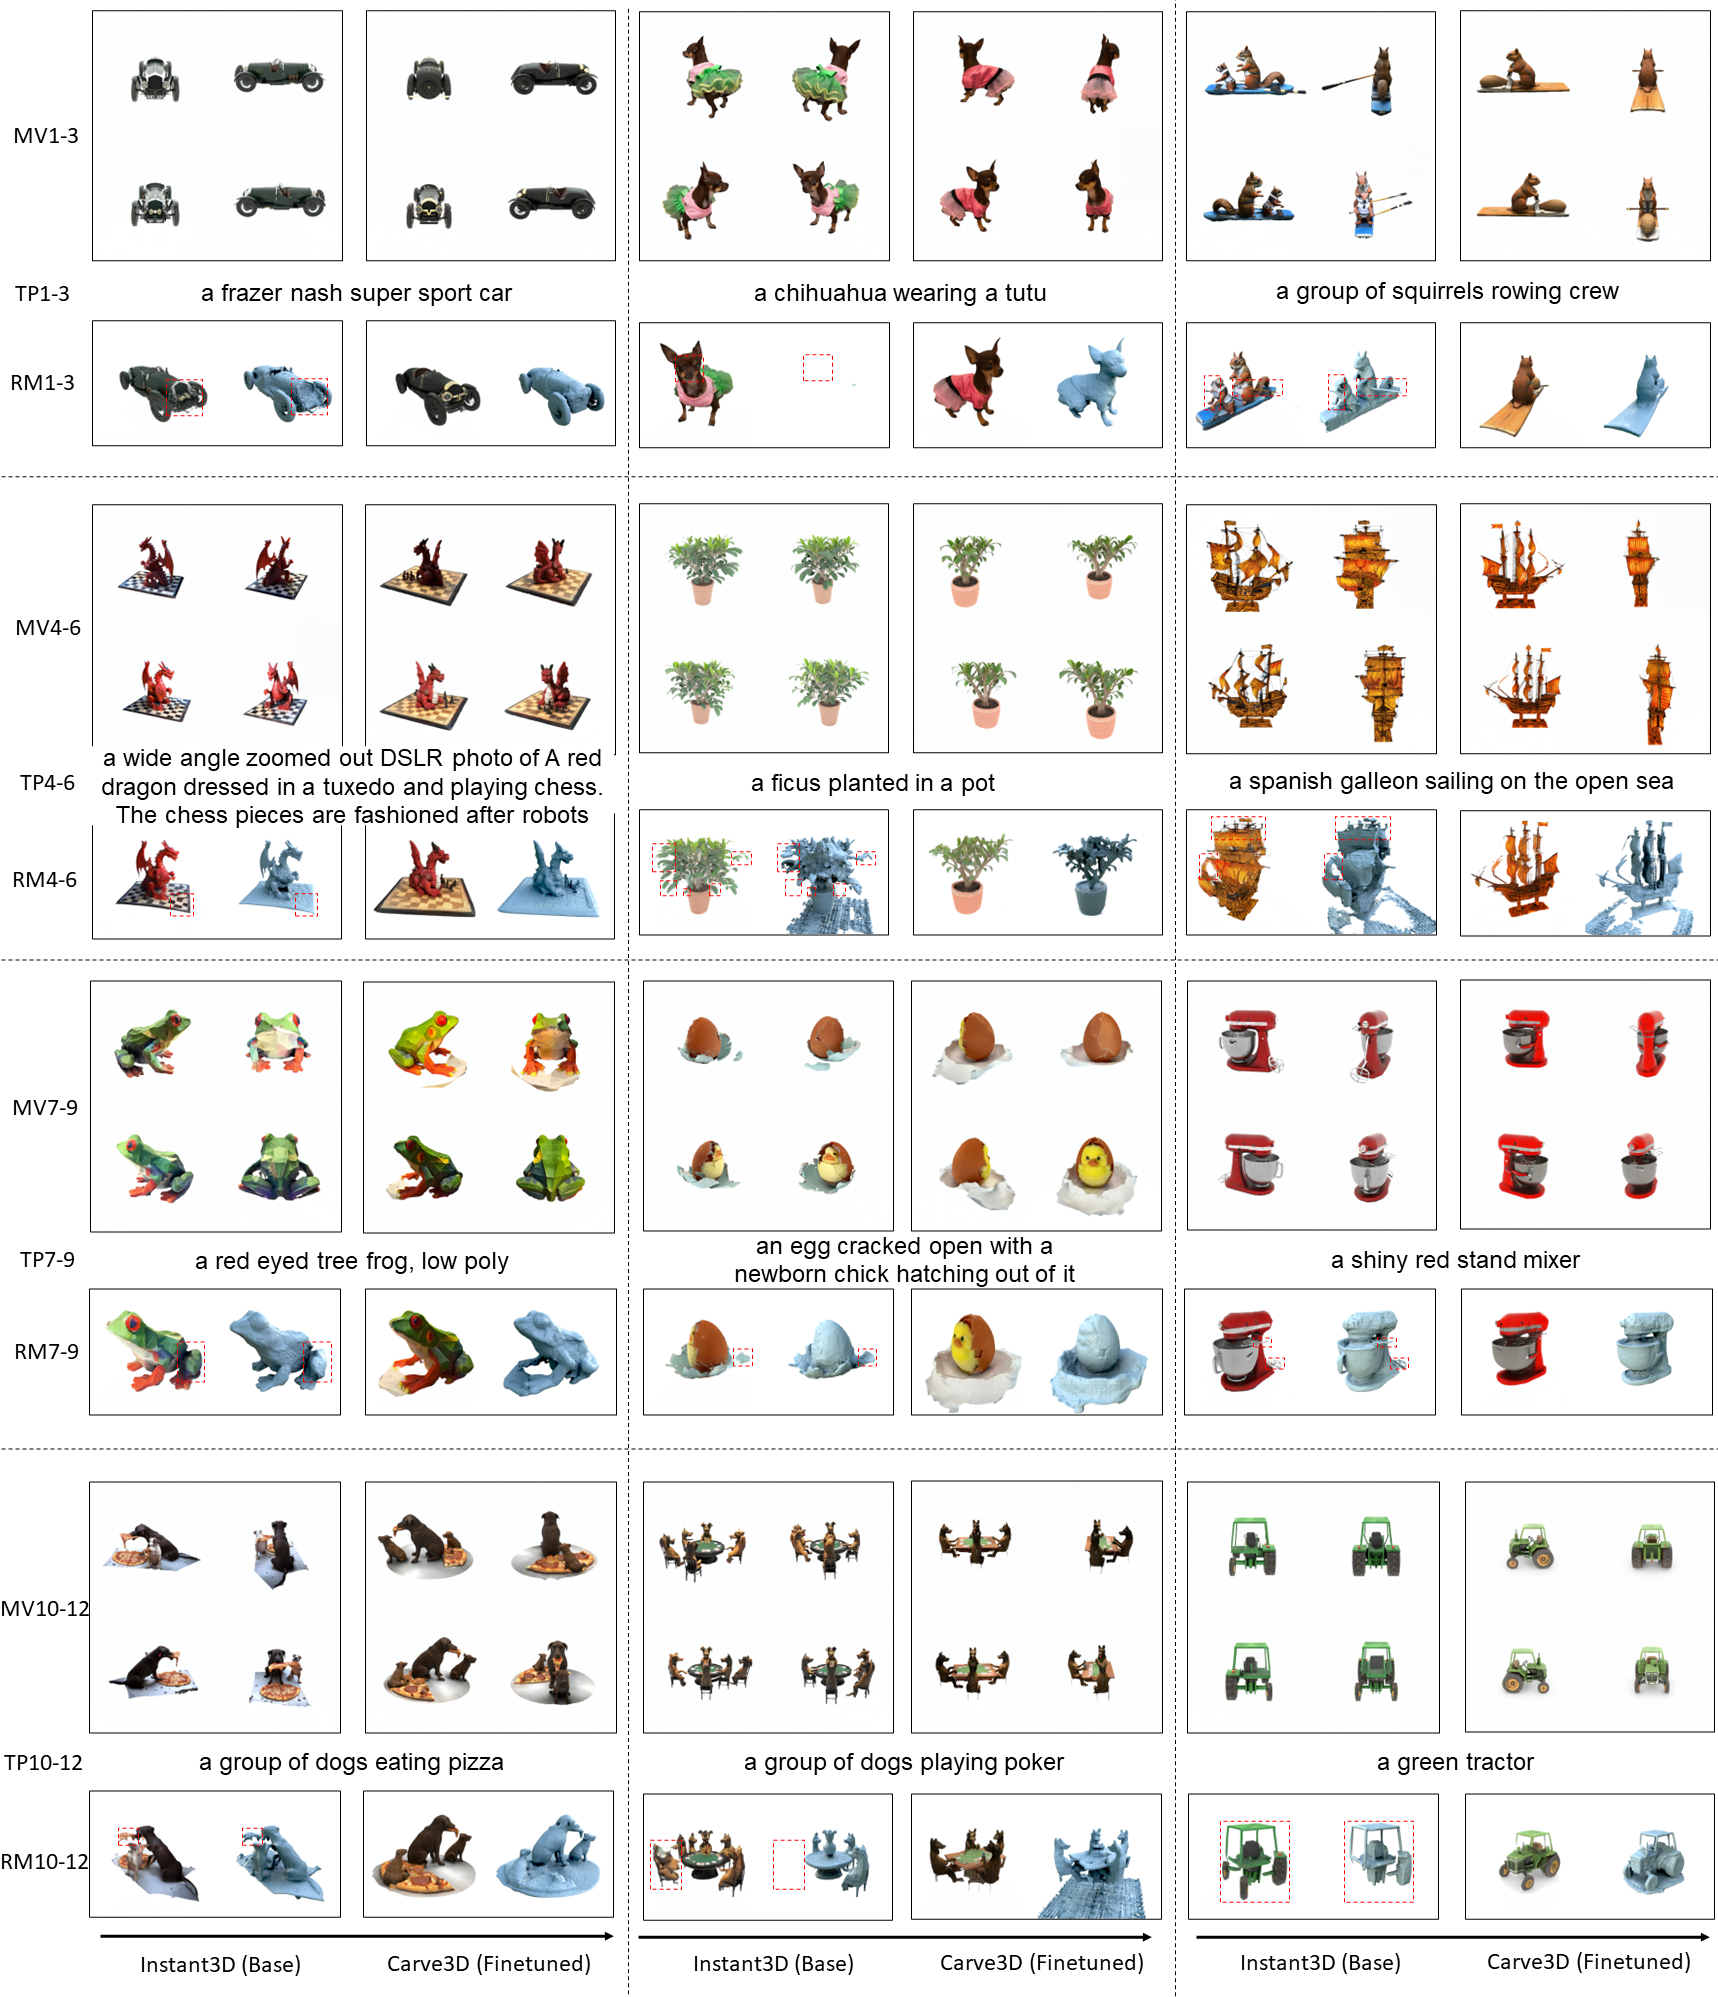 MV1-3
TP1-3
a frazer nash super sport car
a chihuahua wearing a tutu
a group of squirrels rowing crew
RM1-3
MV4-6
TP4-6
a wide angle zoomed out DSLR photo of A red
dragon dressed in a tuxedo and playing chess.
The chess pieces are fashioned after robots
a ficus planted in a pot
a spanish galleon sailing on the open sea
RM4-6
MV7-9
TP7-9
a red eyed tree frog, low poly
an egg cracked open with a
newborn chick hatching out of it
a shiny red stand mixer
RM7-9
MV10-12
TP10-12
a group of dogs eating pizza
a group of dogs playing poker
a green tractor
RM10-12
Instant3D (Base)
Carve3D (Finetuned)
Instant3D (Base)
Carve3D (Finetuned)
Instant3D (Base)
Carve3D (Finetuned)